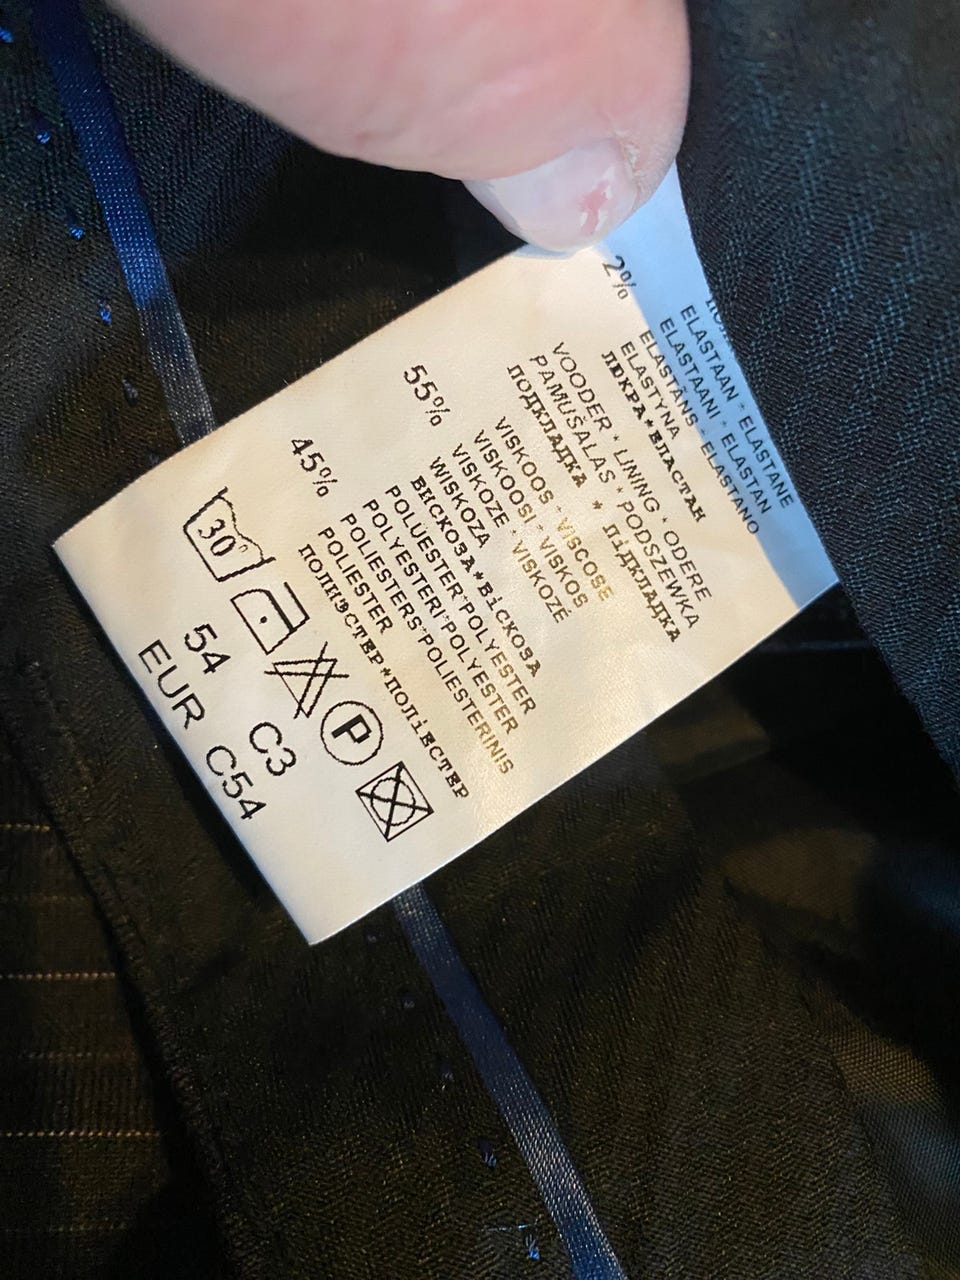 2%
ELASTAAN * ELASTANE
ELASTAANI * ELASTAN
ELASTĀNS * ELASTANO
ELASTYNA
ЛЮКРА*ЕЛАСТАН
VOODER * LINING * ODERE
PAMUŠALAS * PODSZEWKA
ПОДКЛАДКА * ПіДКЛАДКА
55%
VISKOOS * VISCOSE
VISKOOSI * VISKOS
VISKOZE * VISKOZĖ
WISKOZA
ВИСКОЗА*ВіСКОЗА
45%
POLÜESTER*POLYESTER
POLYESTERI*POLYESTER
POLIESTERS*POLIESTERINIS
POLIESTER
ПОЛИЭСТЕР*ПОЛіЕСТЕР
30°
P
54 C3
EUR C54